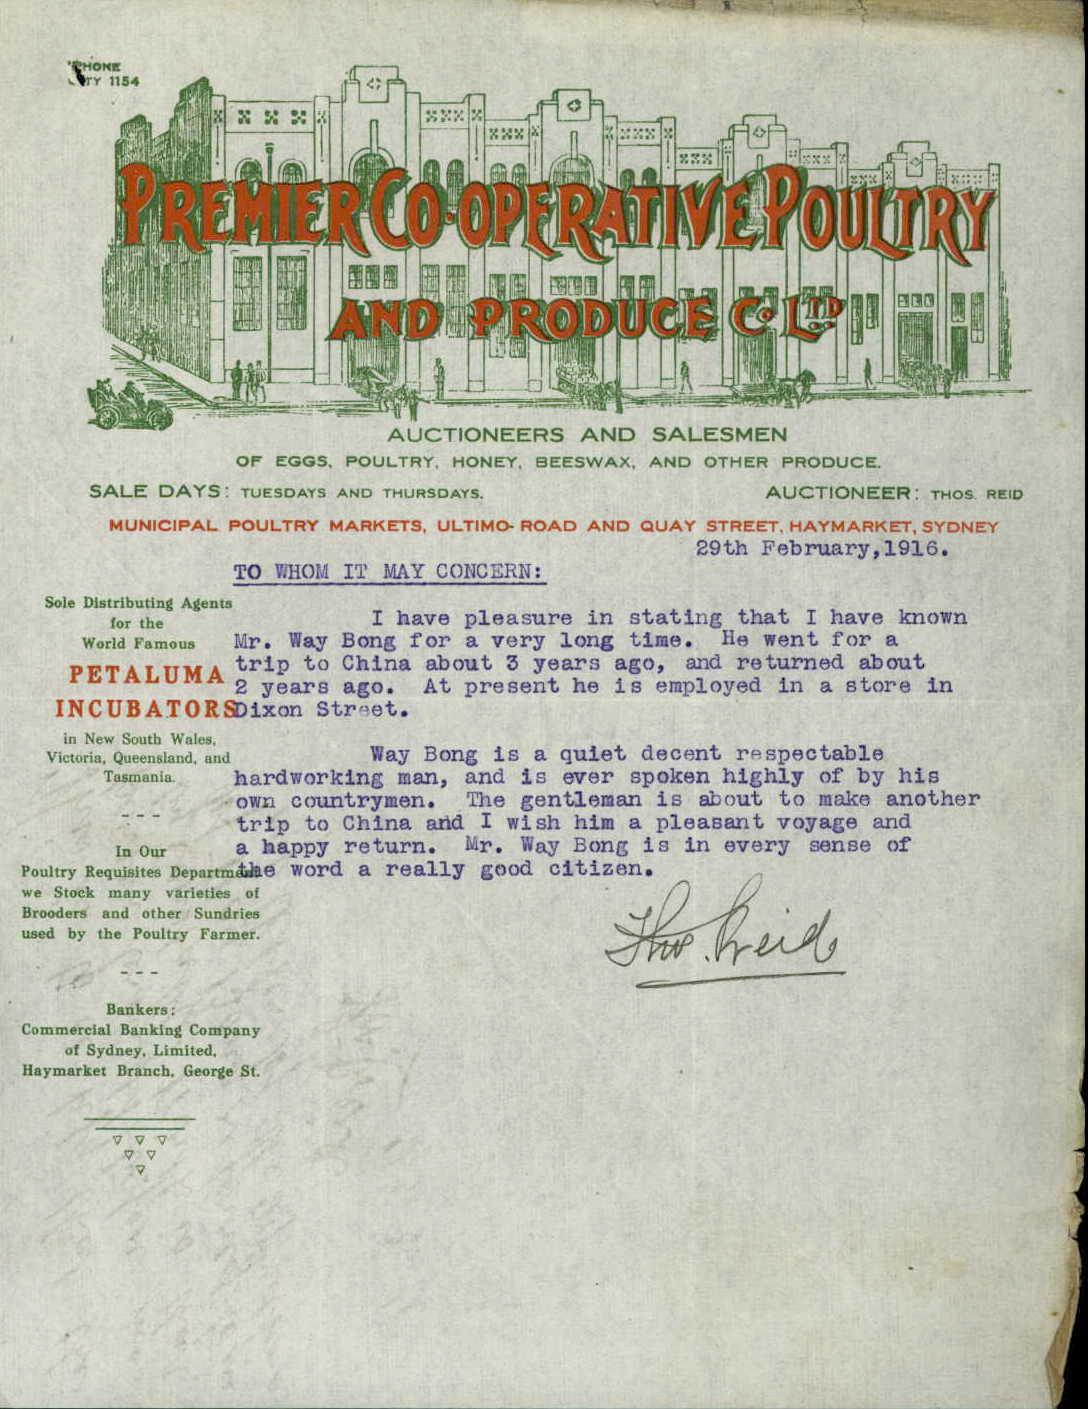 'PHONE
CITY 1154
PREMIER CO-OPERATIVE POULTRY
AND PRODUCE CO. LTD
AUCTIONEERS AND SALESMEN
OF EGGS, POULTRY, HONEY, BEESWAX, AND OTHER PRODUCE.
SALE DAYS: TUESDAYS AND THURSDAYS.
AUCTIONEER: THOS. REID
MUNICIPAL POULTRY MARKETS, ULTIMO-ROAD AND QUAY STREET, HAYMARKET, SYDNEY
29th February,1916.
TO WHOM IT MAY CONCERN:
I have pleasure in stating that I have known
Mr. Way Bong for a very long time. He went for a
trip to China about 3 years ago, and returned about
2 years ago. At present he is employed in a store in
Dixon Street.
Way Bong is a quiet decent respectable
hardworking man, and is ever spoken highly of by his
own countrymen. The gentleman is about to make another
trip to China and I wish him a pleasant voyage and
a happy return. Mr. Way Bong is in every sense of
the word a really good citizen.
Thos. Reid
Sole Distributing Agents
for the
World Famous
PETALUMA
INCUBATORS
in New South Wales,
Victoria, Queensland, and
Tasmania.
In Our
Poultry Requisites Department
we Stock many varieties of
Brooders and other Sundries
used by the Poultry Farmer.
Bankers:
Commercial Banking Company
of Sydney, Limited,
Haymarket Branch, George St.